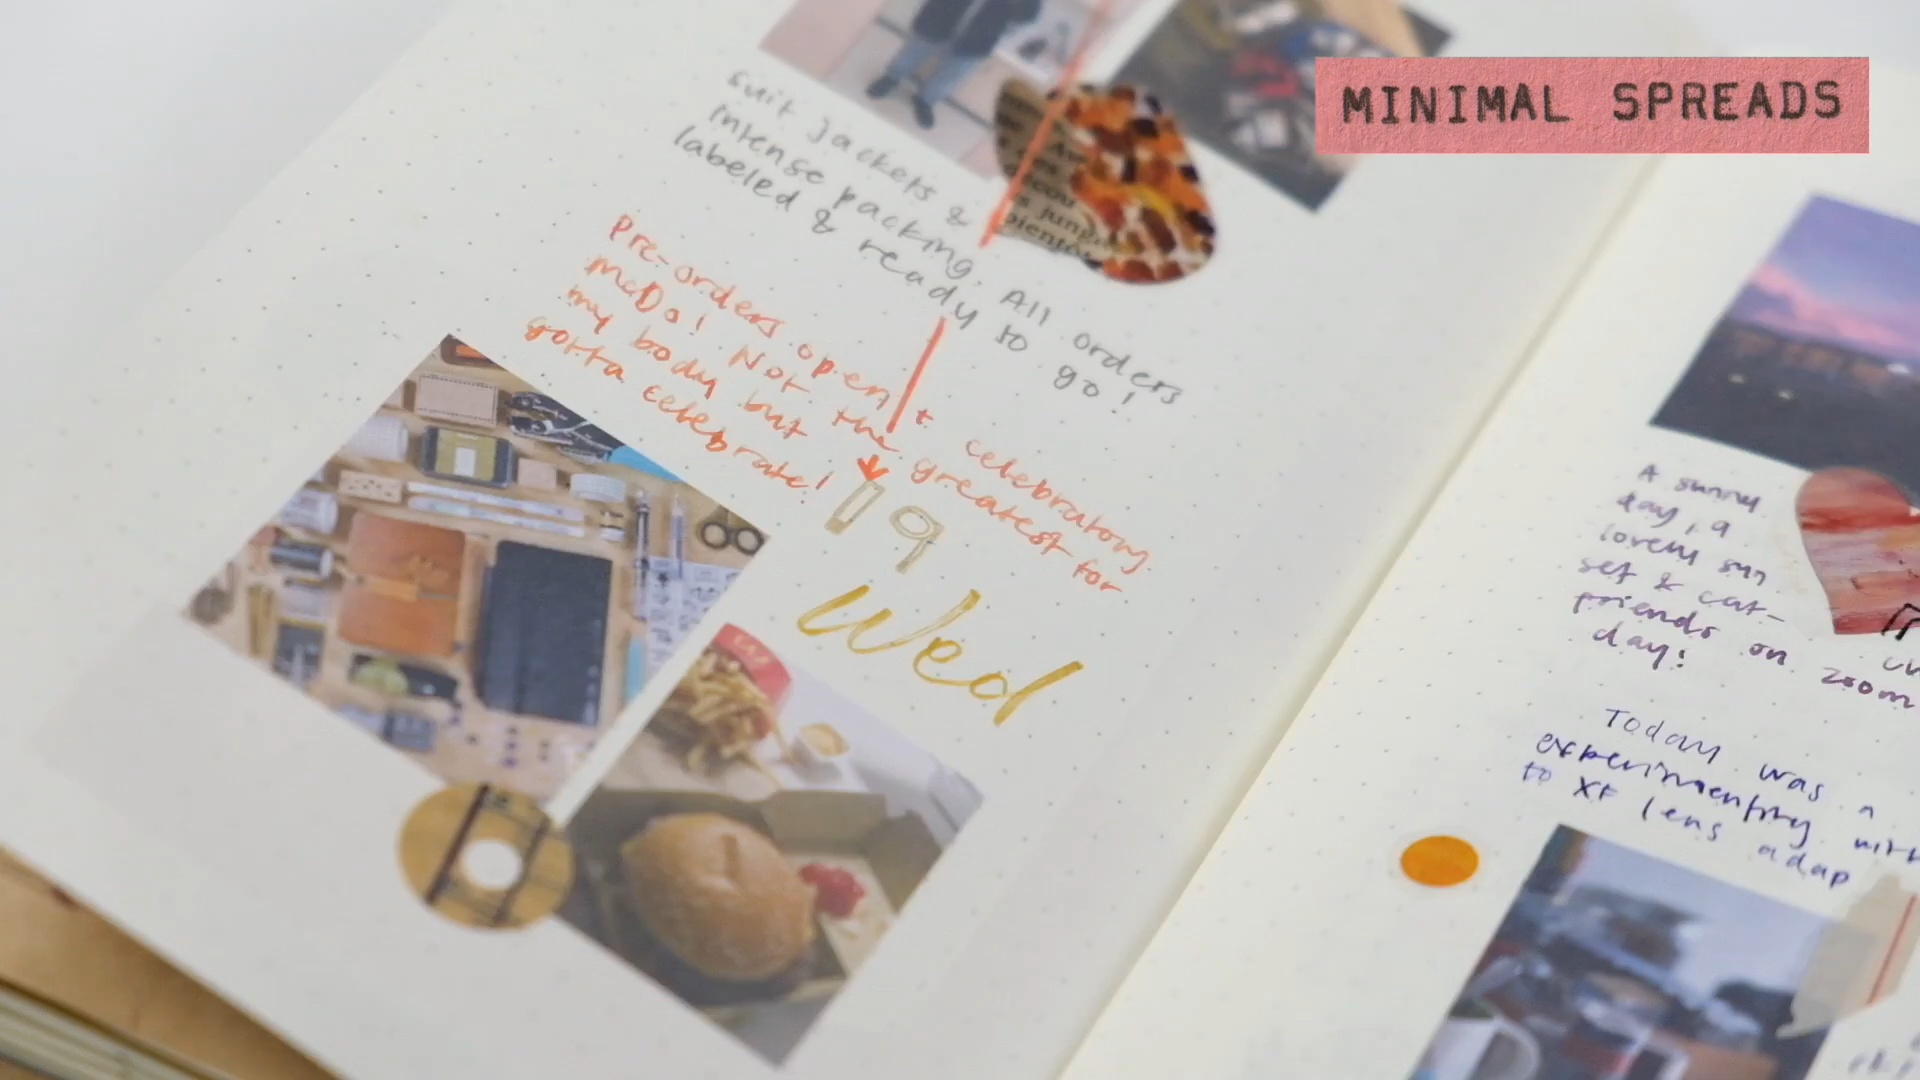 MINIMAL SPREADS
suit jackets &
intense packing. All orders
labeled & ready to go!
Pre-orders open + celebratory
McDo! Not the greatest for
my body but
gotta celebrate!
19
Wed
A sunny
day, a
lovely sun
set & cat-
friends on zoom
day!
Today was a
experimenting with
to XF lens adap